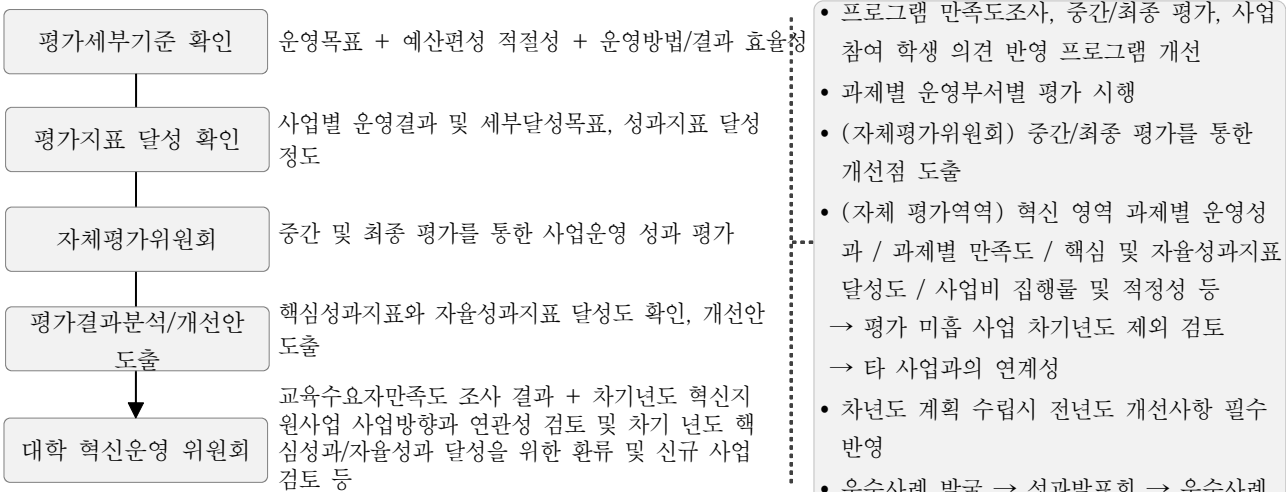 평가세부기준 확인
운영목표 + 예산편성 적절성 + 운영방법/결과 효율성
평가지표 달성 확인
사업별 운영결과 및 세부달성목표, 성과지표 달성
정도
자체평가위원회
중간 및 최종 평가를 통한 사업운영 성과 평가
평가결과분석/개선안
도출
핵심성과지표와 자율성과지표 달성도 확인, 개선안
도출
대학 혁신운영 위원회
교육수요자만족도 조사 결과 + 차기년도 혁신지
원사업 사업방향과 연관성 검토 및 차기 년도 핵
심성과/자율성과 달성을 위한 환류 및 신규 사업
검토 등
• 프로그램 만족도조사, 중간/최종 평가, 사업
참여 학생 의견 반영 프로그램 개선
• 과제별 운영부서별 평가 시행
• (자체평가위원회) 중간/최종 평가를 통한
개선점 도출
• (자체 평가역역) 혁신 영역 과제별 운영성
과 / 과제별 만족도 / 핵심 및 자율성과지표
달성도 / 사업비 집행룰 및 적정성 등
→ 평가 미흡 사업 차기년도 제외 검토
→ 타 사업과의 연계성
• 차년도 계획 수립시 전년도 개선사항 필수
반영
• 우수사례 발굴 → 성과발표회 → 우수사례